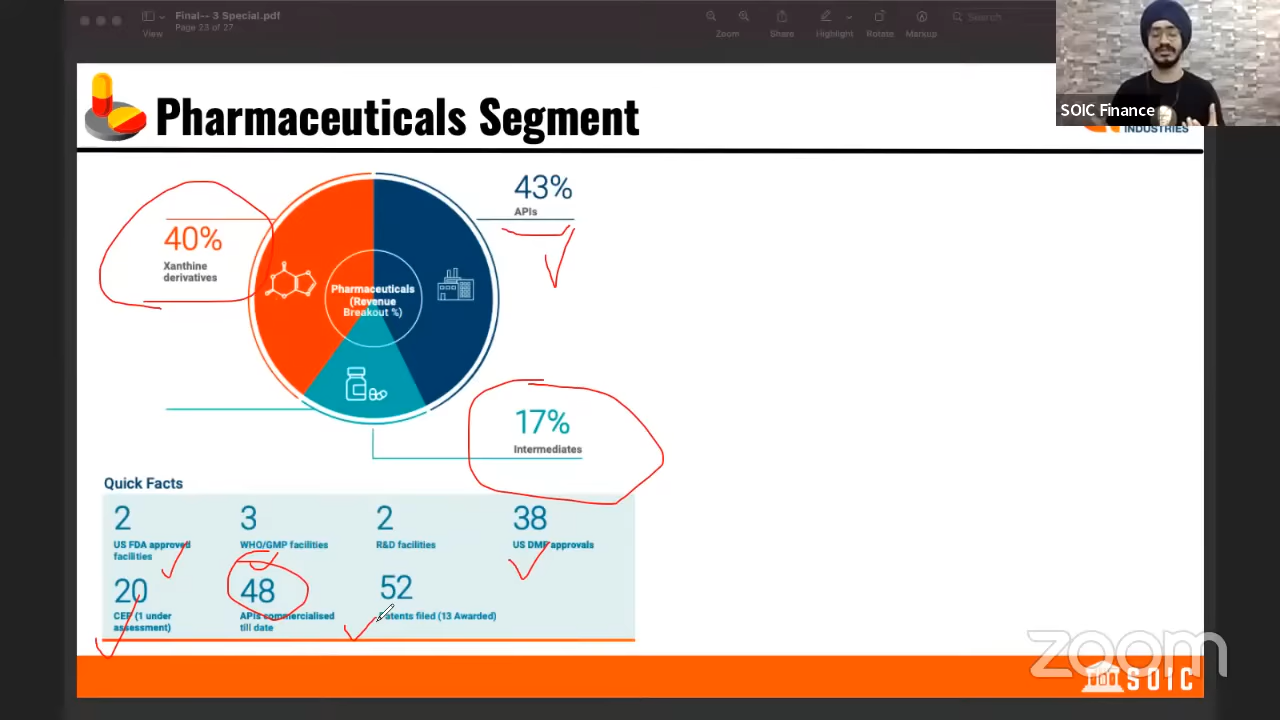 Final-- 3 Special.pdf
Page 23 of 27
View
Zoom
Share
Highlight
Rotate
Markup
Search
SOIC Finance
INDUSTRIES
Pharmaceuticals Segment
43%
APIs
40%
Xanthine
derivatives
Pharmaceuticals
(Revenue
Breakout %)
17%
Intermediates
Quick Facts
2
US FDA approved
facilities
3
WHO/GMP facilities
2
R&D facilities
38
US DMF approvals
20
CEP (1 under
assessment)
48
APIs commercialised
till date
52
Patents filed (13 Awarded)
zoom
SOIC